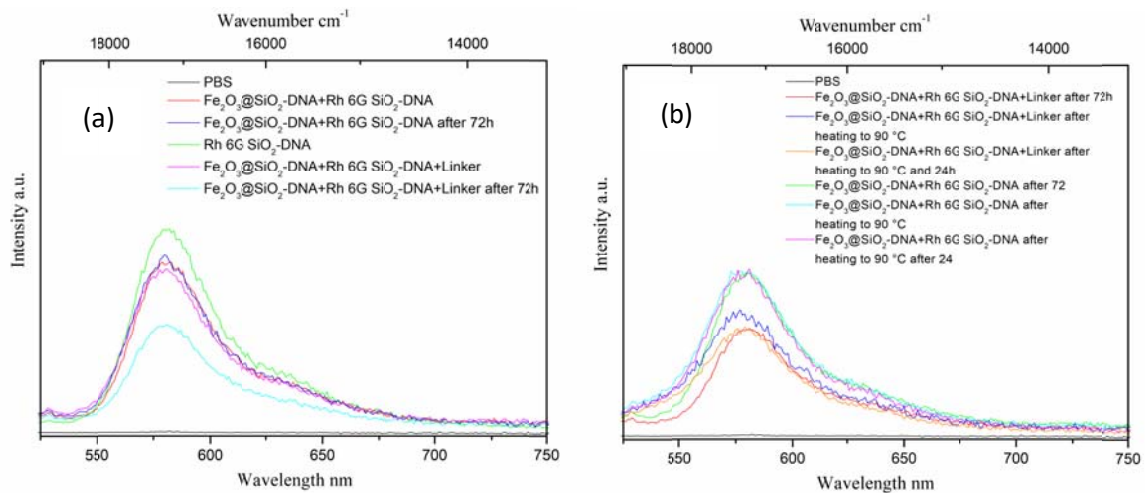 Wavenumber cm⁻¹
18000 16000 14000
(a)
PBS
Fe₂O₃@SiO₂-DNA+Rh 6G SiO₂-DNA
Fe₂O₃@SiO₂-DNA+Rh 6G SiO₂-DNA after 72h
Rh 6G SiO₂-DNA
Fe₂O₃@SiO₂-DNA+Rh 6G SiO₂-DNA+Linker
Fe₂O₃@SiO₂-DNA+Rh 6G SiO₂-DNA+Linker after 72h
Intensity a.u.
550 600 650 700 750
Wavelength nm
Wavenumber cm⁻¹
18000 16000 14000
(b)
PBS
Fe₂O₃@SiO₂-DNA+Rh 6G SiO₂-DNA+Linker after 72h
Fe₂O₃@SiO₂-DNA+Rh 6G SiO₂-DNA+Linker after
heating to 90 °C
Fe₂O₃@SiO₂-DNA+Rh 6G SiO₂-DNA+Linker after
heating to 90 °C and 24h
Fe₂O₃@SiO₂-DNA+Rh 6G SiO₂-DNA after 72
Fe₂O₃@SiO₂-DNA+Rh 6G SiO₂-DNA after
heating to 90 °C
Fe₂O₃@SiO₂-DNA+Rh 6G SiO₂-DNA after
heating to 90 °C after 24
Intensity a.u.
550 600 650 700 750
Wavelength nm